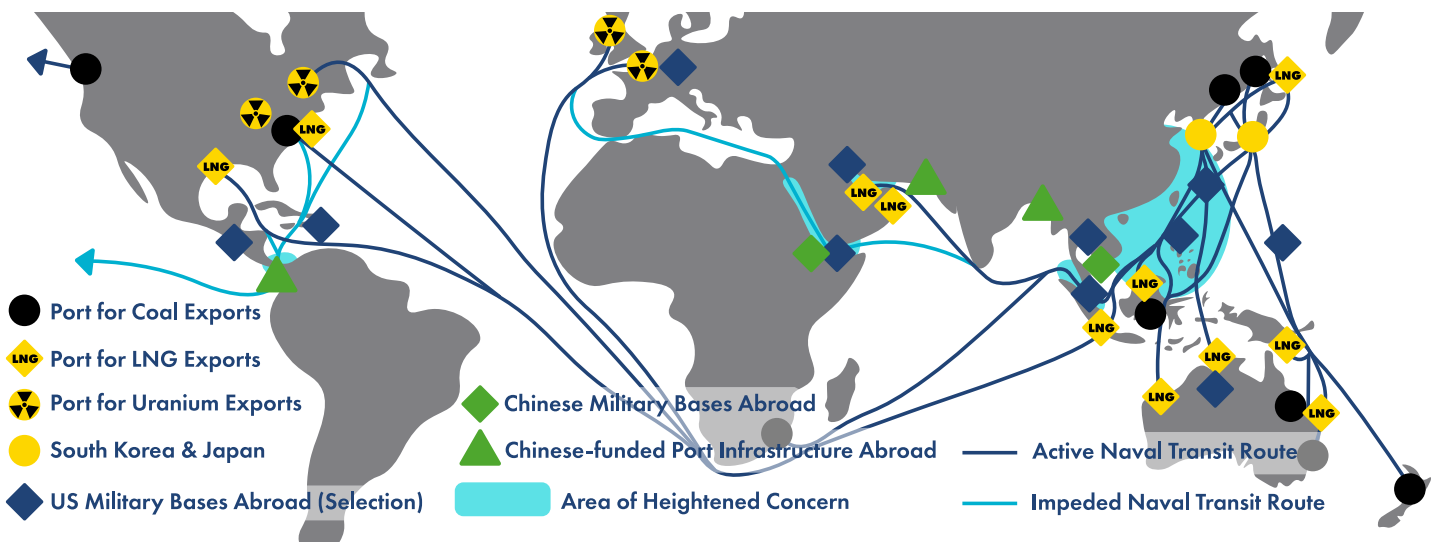 LNG
LNG
LNG
LNG
LNG
LNG
LNG
LNG
LNG
LNG
LNG
Port for Coal Exports
LNG Port for LNG Exports
Port for Uranium Exports
South Korea & Japan
US Military Bases Abroad (Selection)
Chinese Military Bases Abroad
Chinese-funded Port Infrastructure Abroad
Area of Heightened Concern
Active Naval Transit Route
Impeded Naval Transit Route